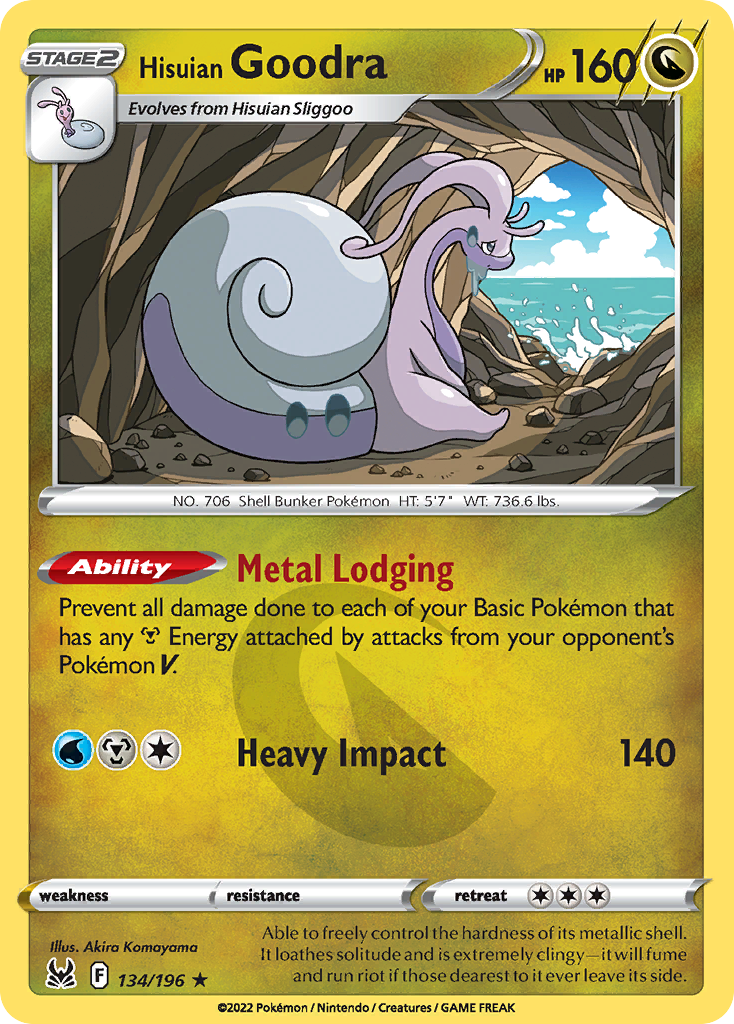 STAGE2
Hisuian Goodra
HP 160
Evolves from Hisuian Sliggoo
NO. 706 Shell Bunker Pokémon HT: 5'7" WT: 736.6 lbs.
Ability Metal Lodging
Prevent all damage done to each of your Basic Pokémon that
has any Energy attached by attacks from your opponent's
Pokémon V.
Heavy Impact 140
weakness resistance retreat
Able to freely control the hardness of its metallic shell.
It loathes solitude and is extremely clingy—it will fume
and run riot if those dearest to it ever leave its side.
Illus. Akira Komayama
F 134/196 ★
©2022 Pokémon / Nintendo / Creatures / GAME FREAK